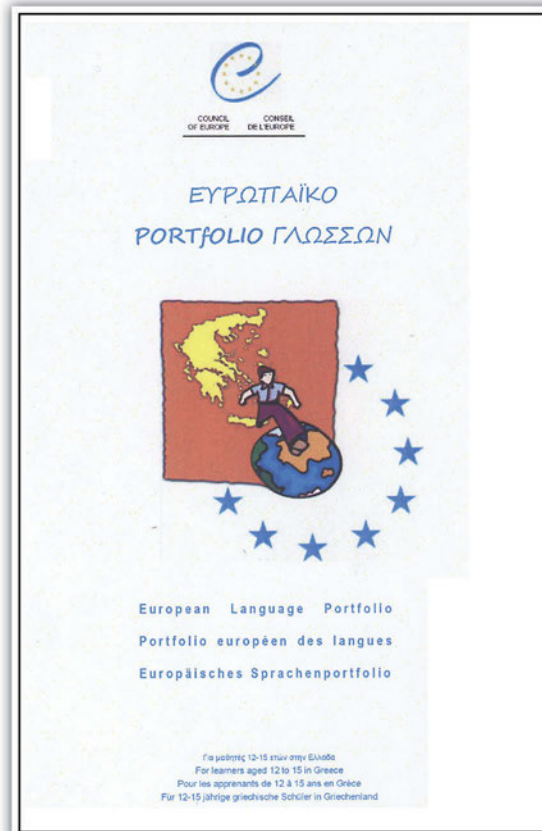 COUNCIL CONSEIL
OF EUROPE DE L'EUROPE
ΕΥΡΩΠΑΪΚΟ
PORTfOLIO ΓΛΩΣΣΩΝ
European Language Portfolio
Portfolio européen des langues
Europäisches Sprachenportfolio
Για μαθητές 12-15 ετών στην Ελλάδα
For learners aged 12 to 15 in Greece
Pour les apprenants de 12 à 15 ans en Grèce
Für 12-15 jährige griechische Schüler in Griechenland